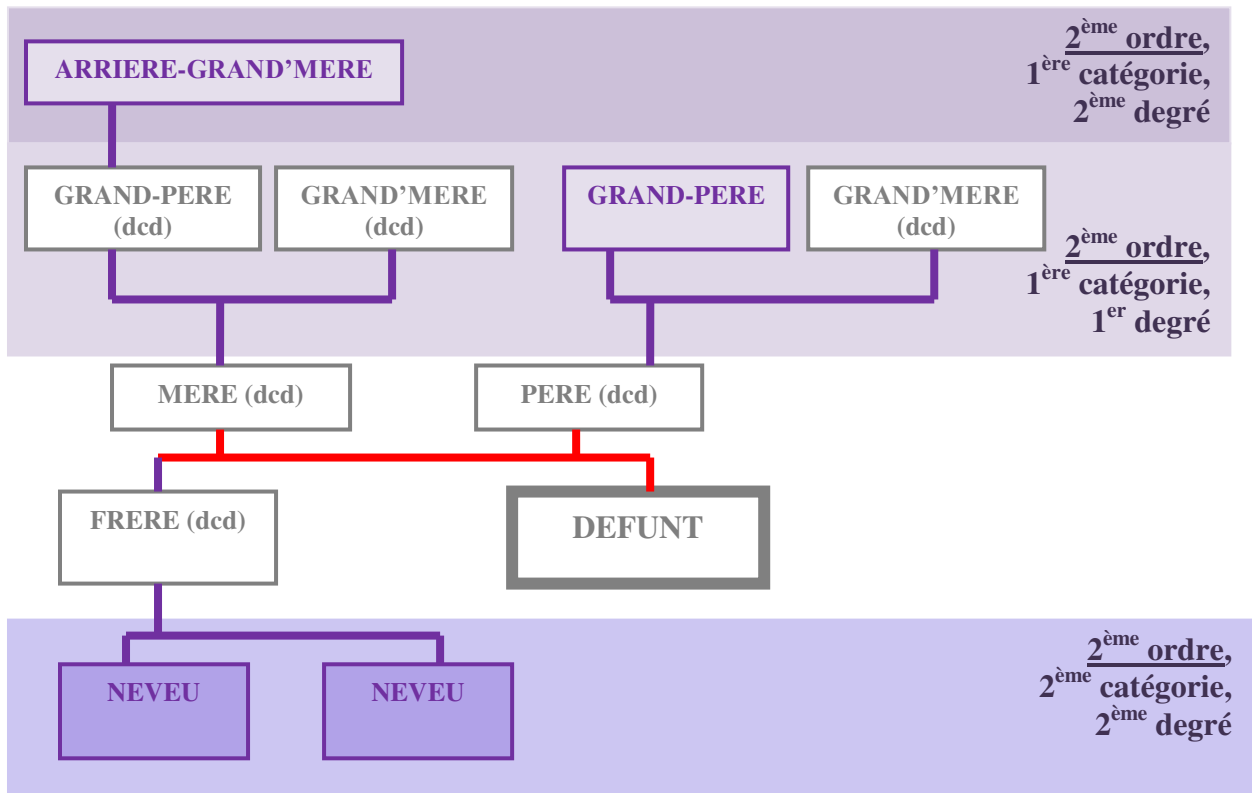 2ème ordre,
ARRIERE-GRAND'MERE
1ère catégorie,
2ème degré
GRAND-PERE
(dcd)
GRAND'MERE
(dcd)
GRAND-PERE
GRAND'MERE
(dcd)
2ème ordre,
1ère catégorie,
1er degré
MERE (dcd)
PERE (dcd)
FRERE (dcd)
DEFUNT
NEVEU
NEVEU
2ème ordre,
2ème catégorie,
2ème degré